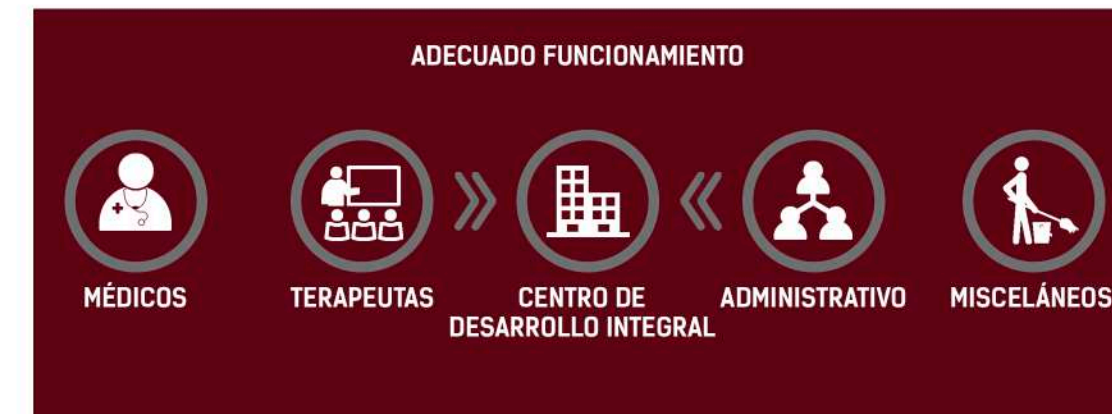 ADECUADO FUNCIONAMIENTO
MÉDICOS
TERAPEUTAS
CENTRO DE
DESARROLLO INTEGRAL
ADMINISTRATIVO
MISCELÁNEOS